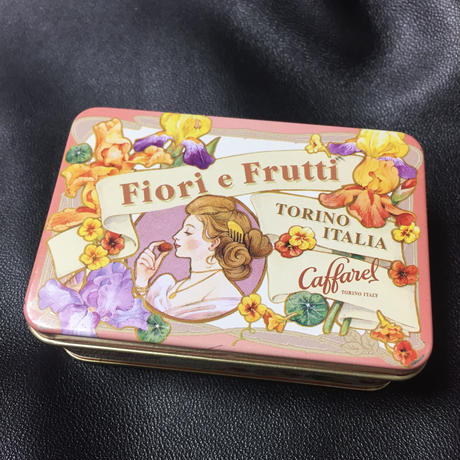 Fiori e Frutti
TORINO
ITALIA
Caffarel
TORINO ITALY